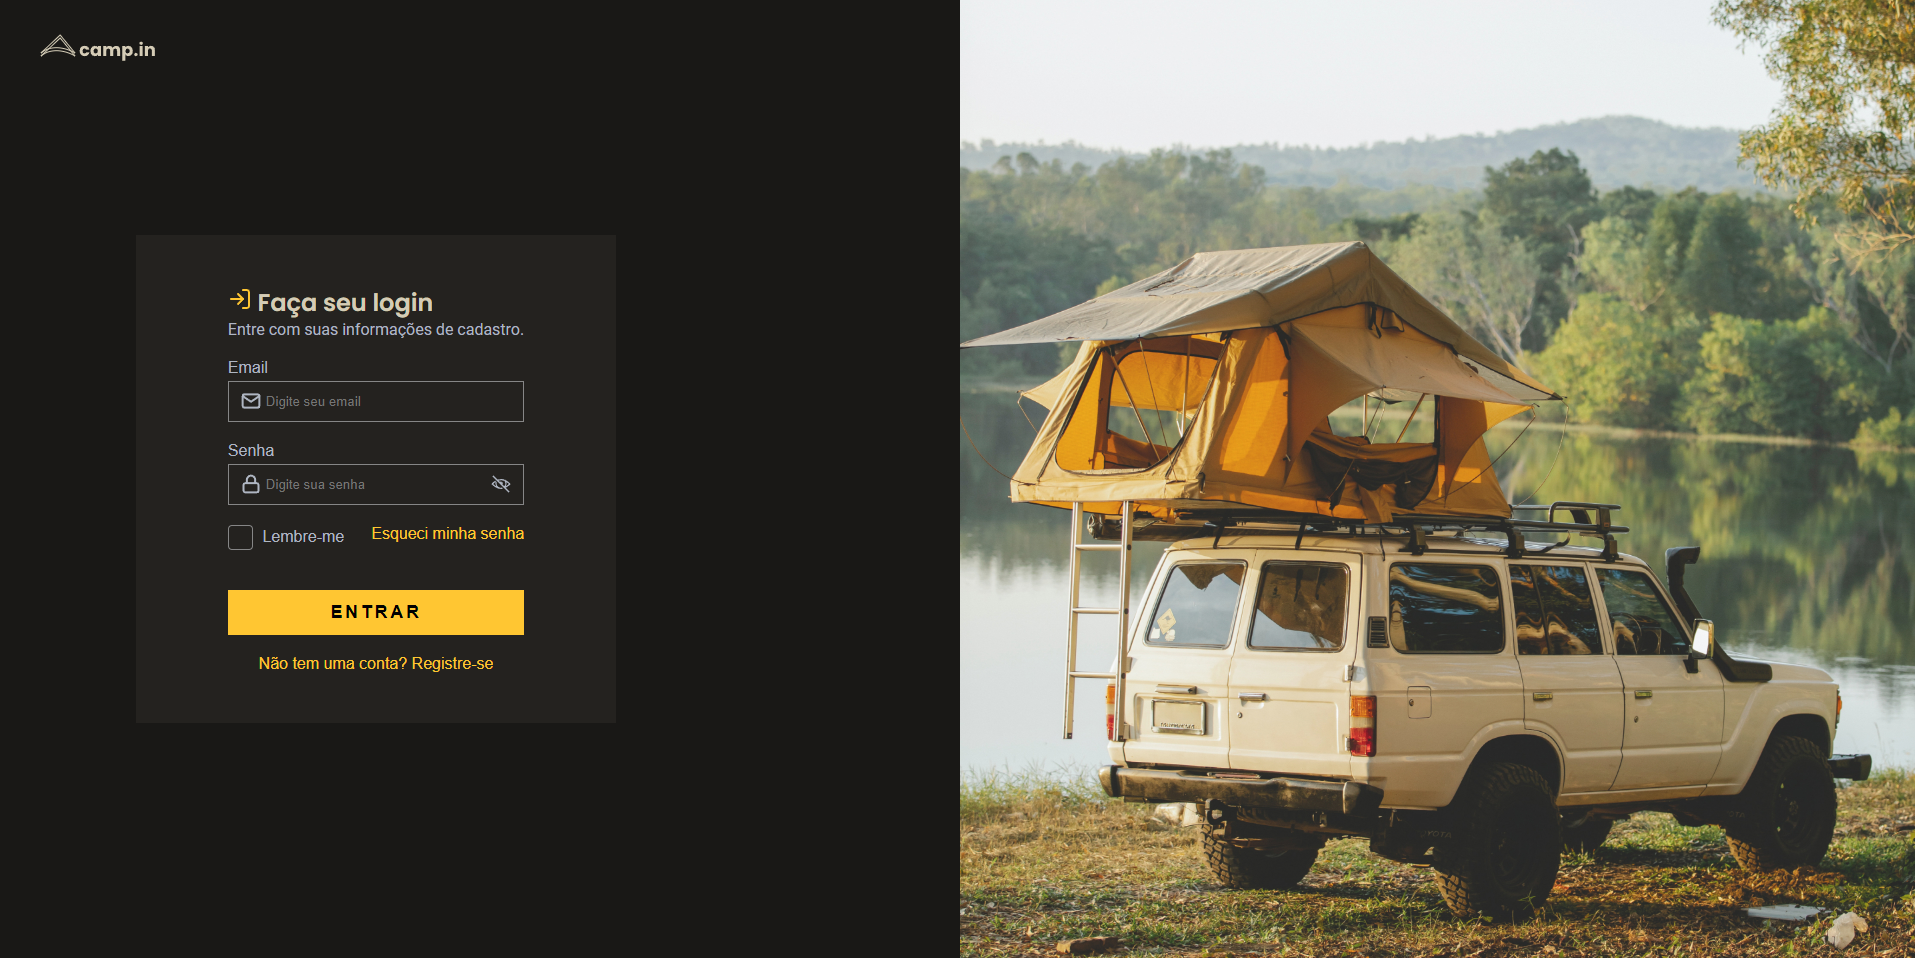 camp.in
Faça seu login
Entre com suas informações de cadastro.
Email
Digite seu email
Senha
Digite sua senha
Lembre-me Esqueci minha senha
ENTRAR
Não tem uma conta? Registre-se